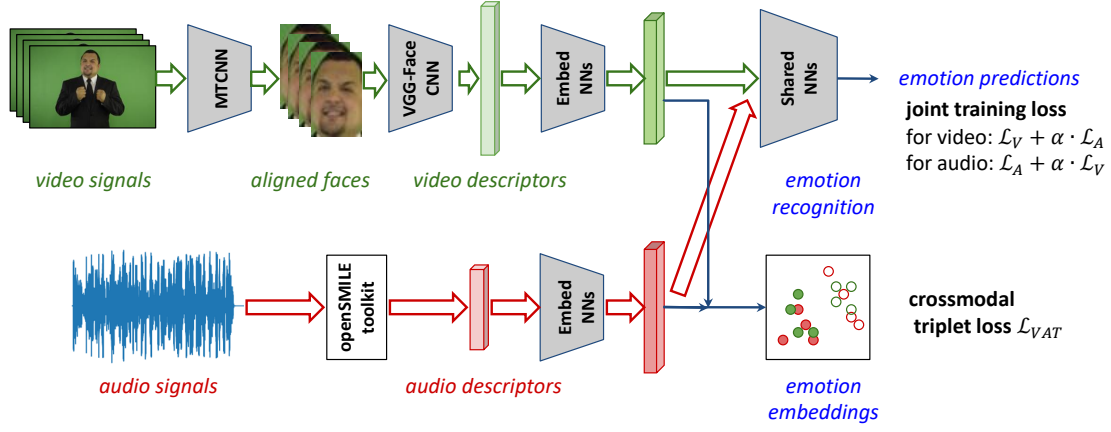 MTCNN
VGG-Face
CNN
Embed
NNs
Shared
NNs
emotion predictions
joint training loss
for video: ℒ_V + α · ℒ_A
for audio: ℒ_A + α · ℒ_V
video signals
aligned faces
video descriptors
emotion
recognition
openSMILE
toolkit
Embed
NNs
crossmodal
triplet loss ℒ_VAT
audio signals
audio descriptors
emotion
embeddings